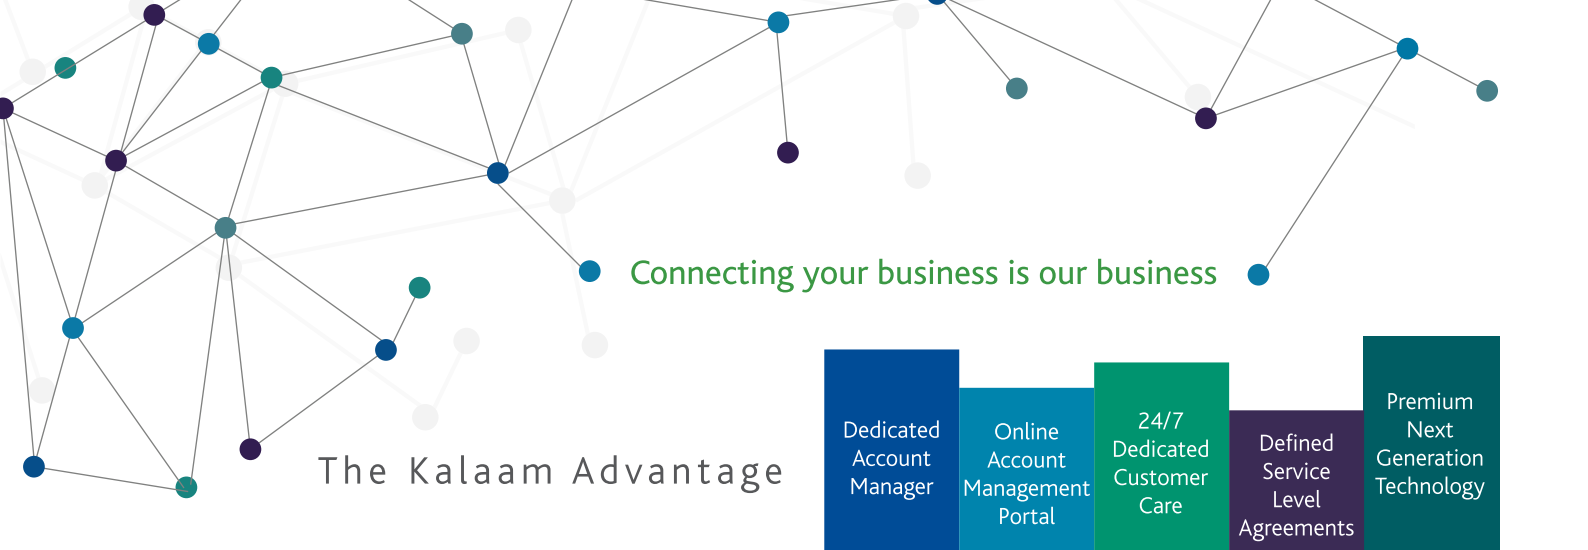 Connecting your business is our business
The Kalaam Advantage
Dedicated
Account
Manager
Online
Account
Management
Portal
24/7
Dedicated
Customer
Care
Defined
Service
Level
Agreements
Premium
Next
Generation
Technology